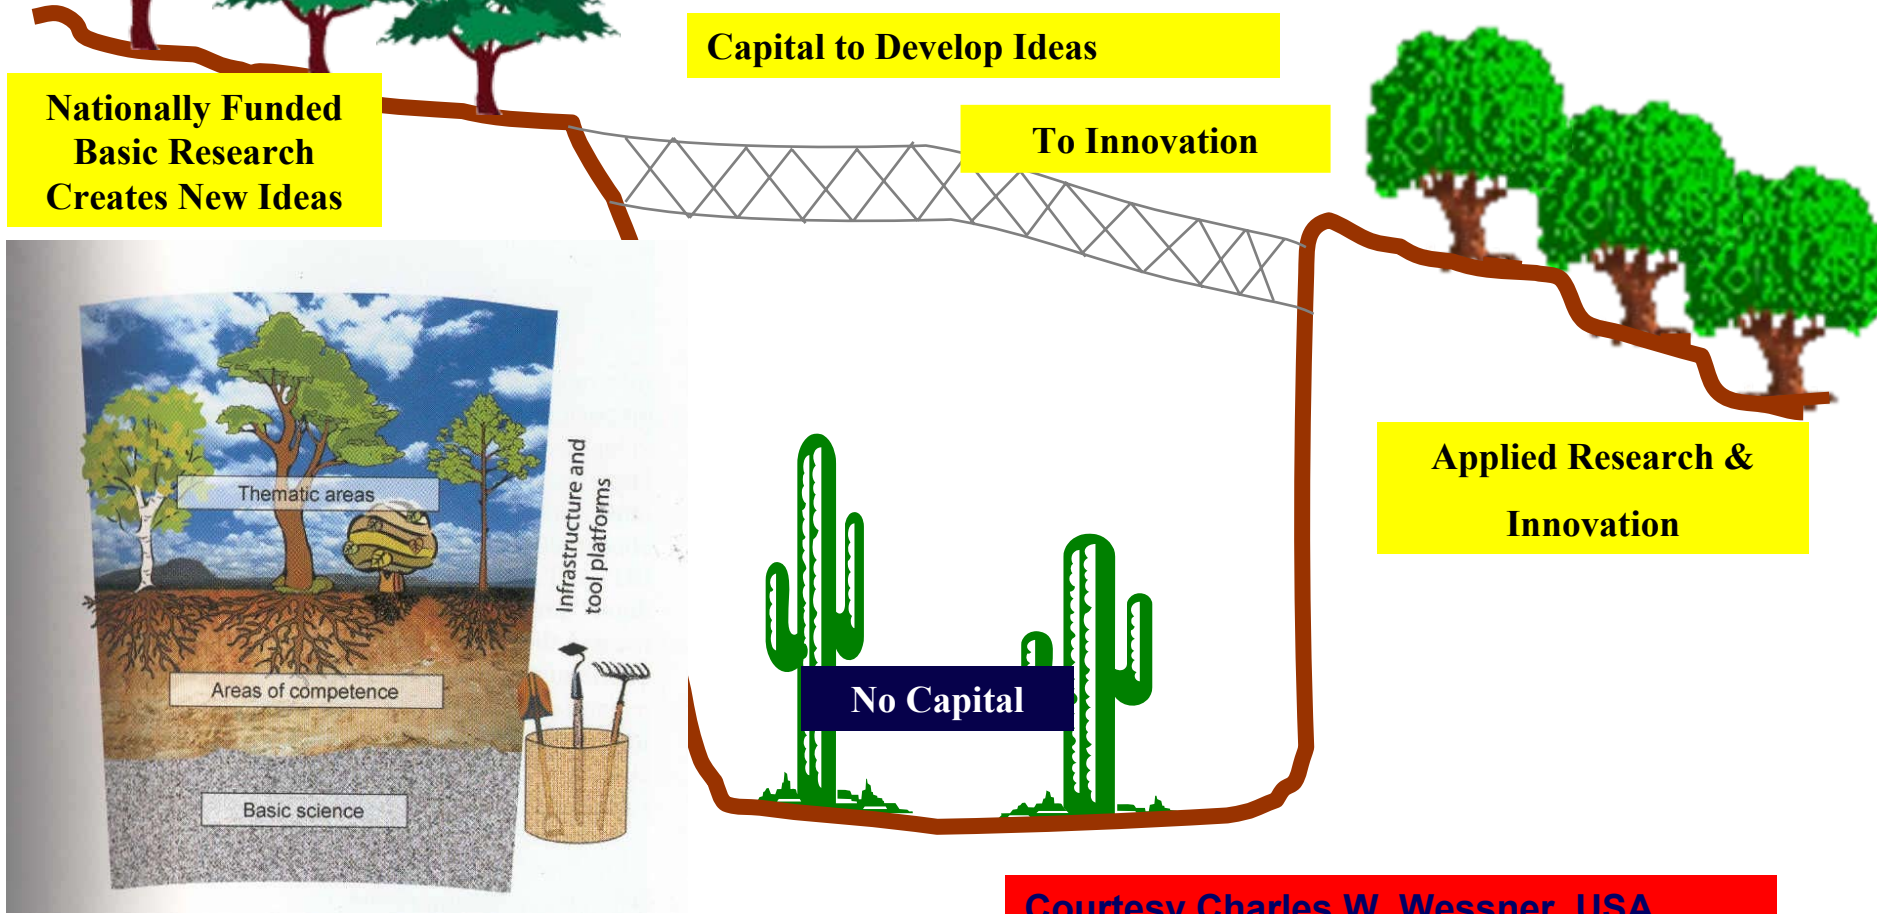 Capital to Develop Ideas
Nationally Funded
Basic Research
Creates New Ideas
To Innovation
Applied Research &
Innovation
Thematic areas
Infrastructure and
tool platforms
Areas of competence
Basic science
No Capital
Courtesy Charles W. Wessner, USA